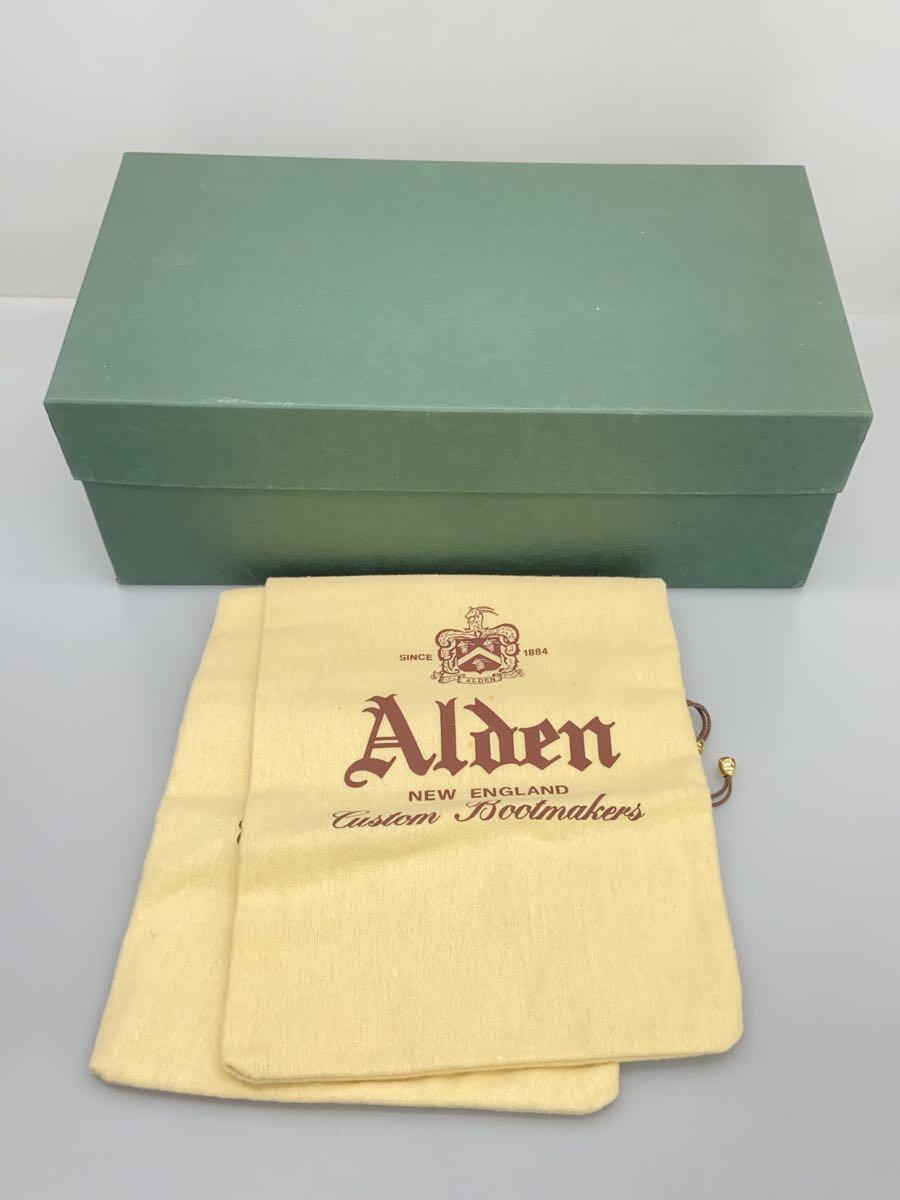 SINCE 1884
ALDEN
Alden
NEW ENGLAND
Custom Bootmakers